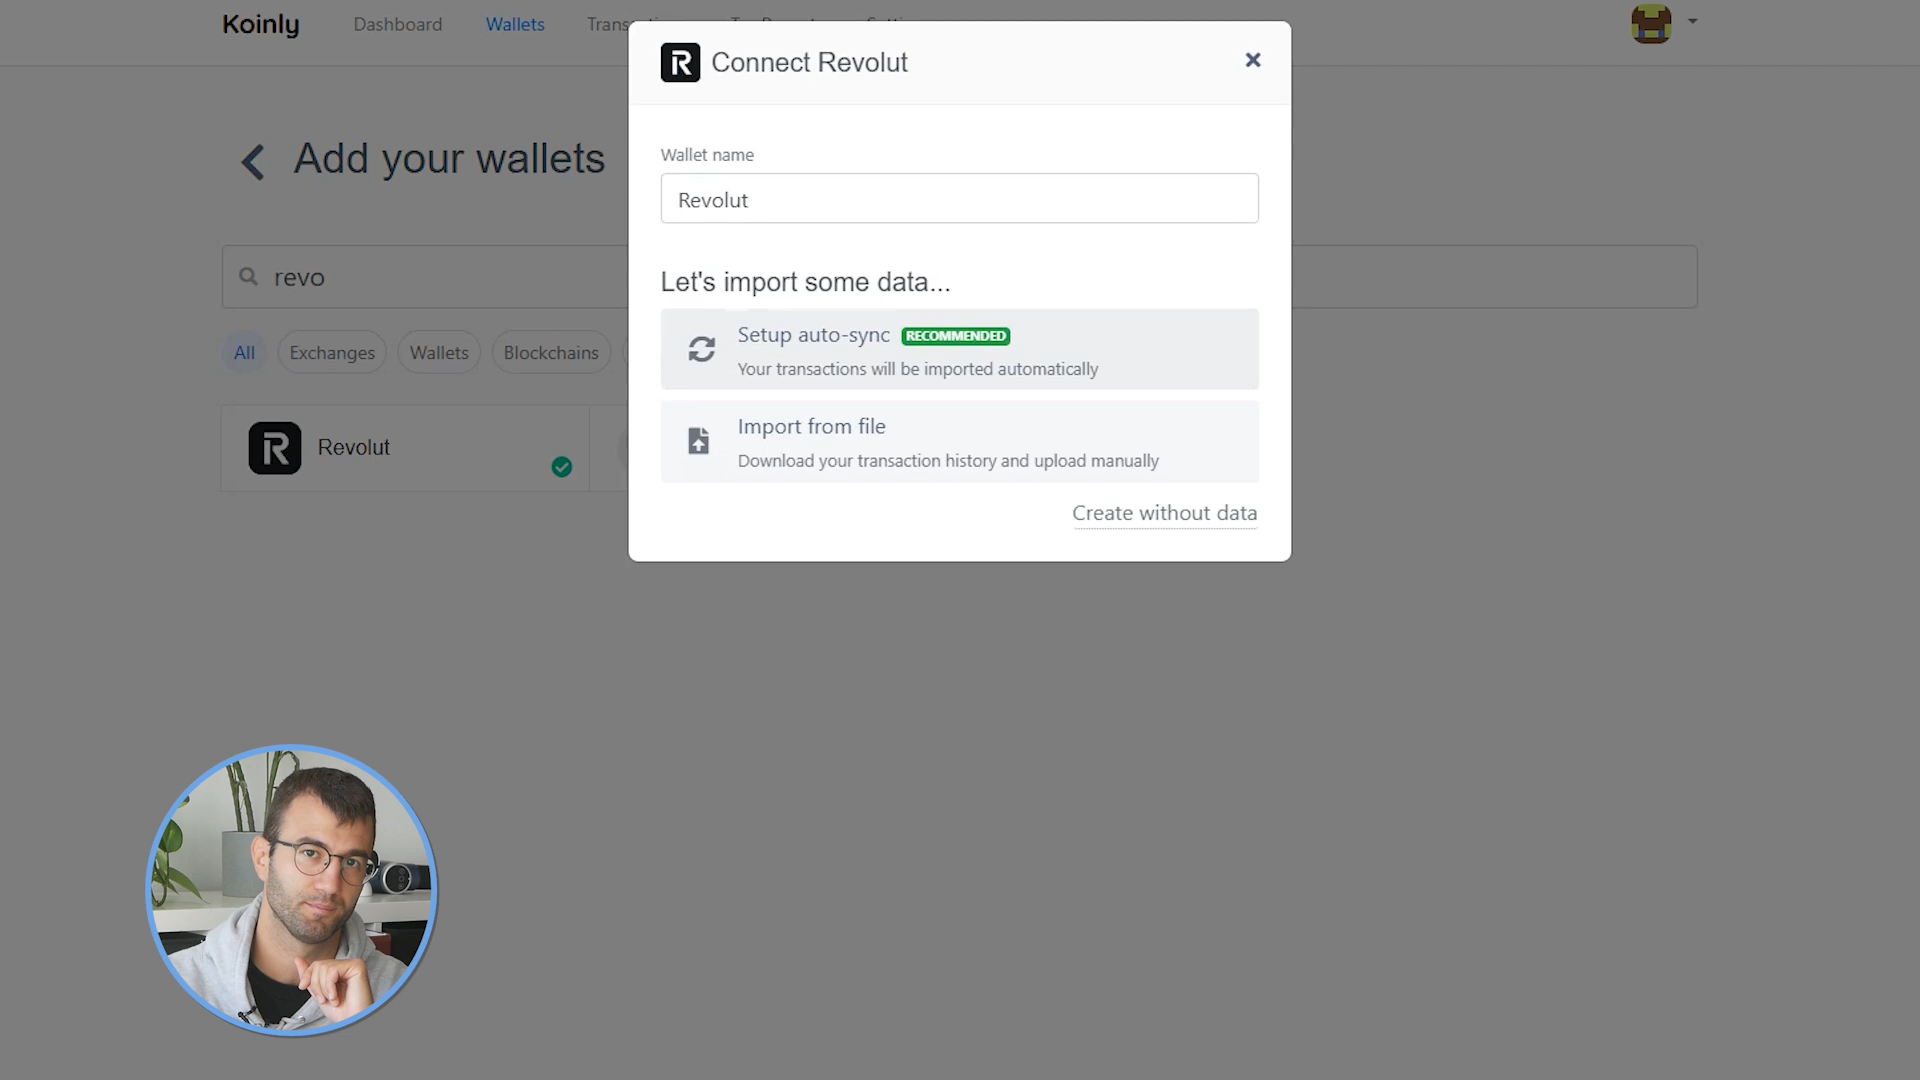 Koinly
Dashboard
Wallets
Connect Revolut
Add your wallets
Wallet name
Revolut
revo
Let's import some data...
All
Exchanges
Wallets
Blockchains
Setup auto-sync RECOMMENDED
Your transactions will be imported automatically
Import from file
Download your transaction history and upload manually
Revolut
Create without data